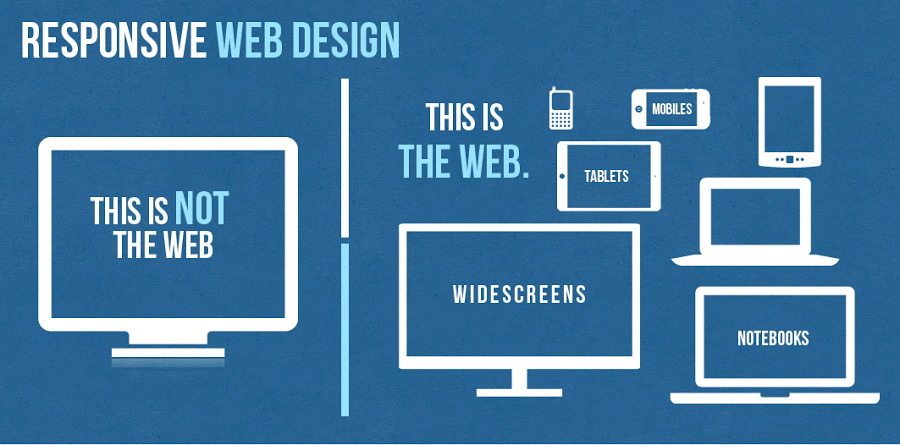 RESPONSIVE WEB DESIGN
THIS IS NOT
THE WEB
THIS IS
THE WEB.
MOBILES
TABLETS
WIDESCREENS
NOTEBOOKS